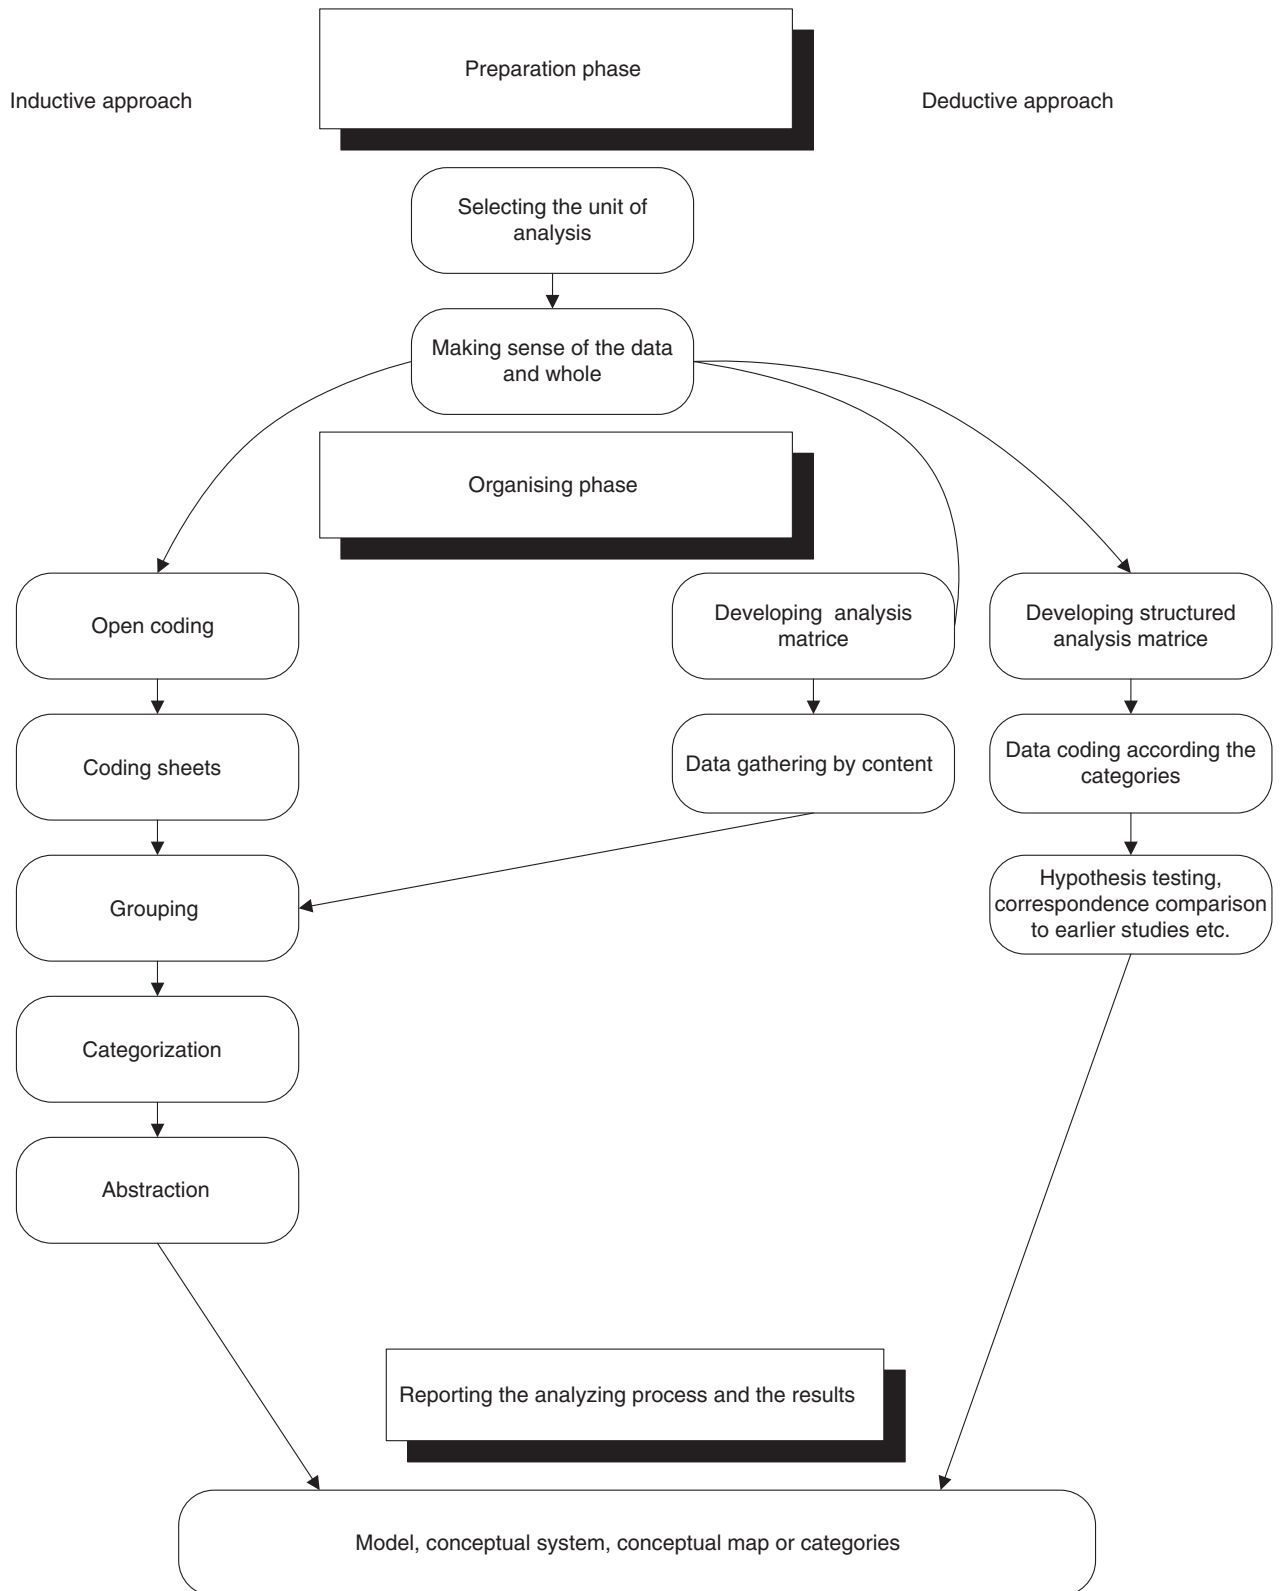 Preparation phase
Inductive approach
Deductive approach
Selecting the unit of
analysis
Making sense of the data
and whole
Organising phase
Open coding
Developing analysis
matrice
Developing structured
analysis matrice
Coding sheets
Data gathering by content
Data coding according the
categories
Grouping
Hypothesis testing,
correspondence comparison
to earlier studies etc.
Categorization
Abstraction
Reporting the analyzing process and the results
Model, conceptual system, conceptual map or categories